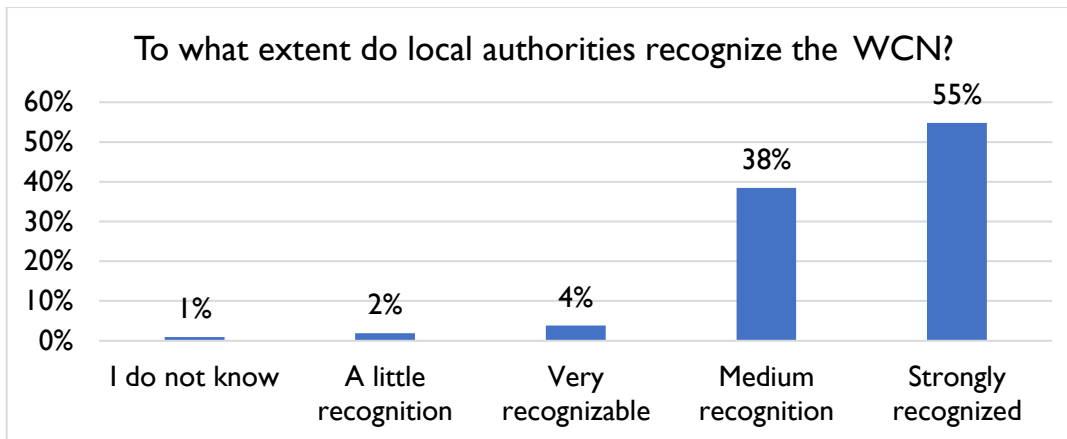 To what extent do local authorities recognize the WCN?
60%
50%
40%
30%
20%
10%
0%
1%
2%
4%
38%
55%
I do not know
A little
recognition
Very
recognizable
Medium
recognition
Strongly
recognized